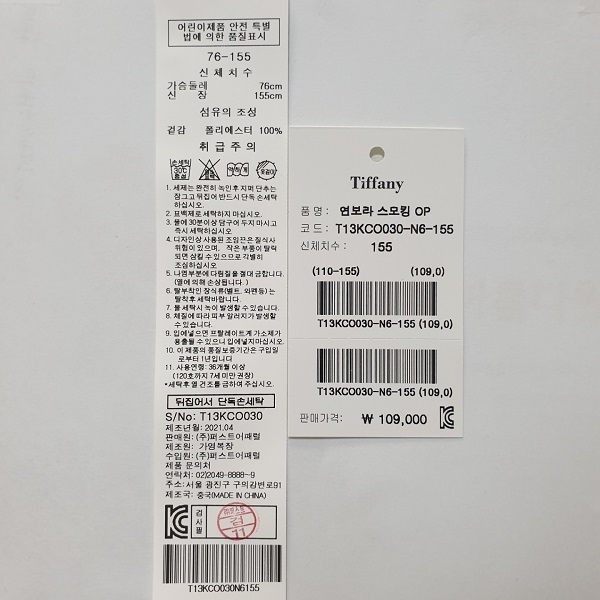 어린이제품 안전 특별
법에 의한 품질표시
76-155
신 체 치 수
가슴둘레 76cm
신 장 155cm
섬유의 조성
겉감 폴리에스터 100%
취 급 주 의
손세탁
30℃
중성
1. 세제는 완전히 녹인후 지퍼 단추는
잠그고 뒤집어 반드시 단독 손세탁
하십시오.
2. 표백제로 세탁하지 마십시오.
3. 물에 30분이상 담구어 두지 마시고
즉시 세탁하십시오
4. 디자인상 사용된 조임끈은 질식사
위험이 있으며, 작은 부품이 탈락
되면 삼킬 수 있으므로 각별히
조심하십시오
5. 나염부분에 다림질을 절대 금합니다.
(열에 의해 손상됩니다.)
6. 탈부착인 장식류(벨트, 와펜등)는
탈착후 세탁바랍니다.
7. 물 세탁시 녹이 발생할 수 있습니다.
8. 체질에 따라 피부 알러지가 발생할
수 있습니다.
9. 입에넣으면 프탈레이트계 가소제가
용출될 수 있으니 입에넣지마십시오.
10. 이 제품의 품질보증기간은 구입일
로부터 1년입니다
11. 사용연령: 36개월 이상
(120호까지 7세 미만 권장)
*세탁후 열 건조를 금하여 주십시오.
뒤집어서 단독손세탁
S/No: T13KCO030
제조년월: 2021.04
판매원: (주)퍼스트어패럴
제조원: 가영복장
수입원: (주)퍼스트어패럴
제품 문의처
연락처: 02)2049-8888~9
주소: 서울 광진구 구의강변로91
제조국: 중국(MADE IN CHINA)
검사필
검
11
T13KCO030N6155
Tiffany
품 명 : 연보라 스모킹 OP
코 드 : T13KCO030-N6-155
신체치수 : 155
(110-155) (109,0)
T13KCO030-N6-155 (109,0)
T13KCO030-N6-155 (109,0)
판매가격: ₩ 109,000